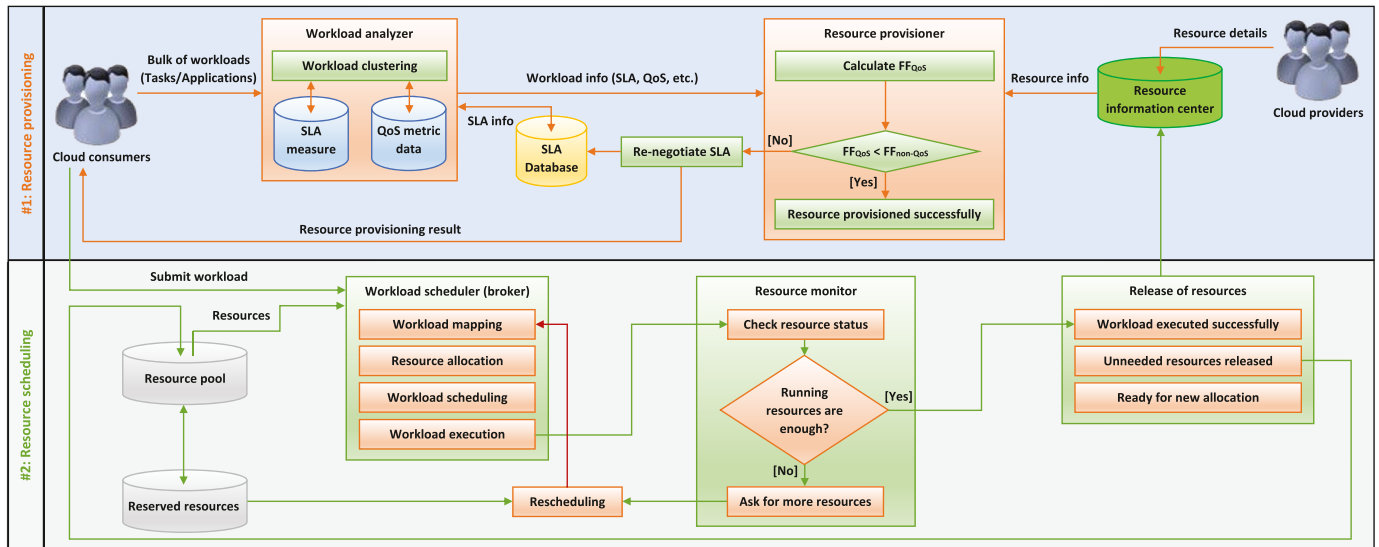 #1: Resource provisioning
Cloud consumers
Bulk of workloads
(Tasks/Applications)
Workload analyzer
Workload clustering
SLA
measure
QoS metric
data
Workload info (SLA, QoS, etc.)
SLA info
SLA
Database
Re-negotiate SLA
Resource provisioning result
Resource provisioner
Calculate FFQoS
FFQoS < FFnon-QoS
[No]
[Yes]
Resource provisioned successfully
Resource info
Resource
information center
Resource details
Cloud providers
#2: Resource scheduling
Submit workload
Resources
Resource pool
Reserved resources
Workload scheduler (broker)
Workload mapping
Resource allocation
Workload scheduling
Workload execution
Rescheduling
Resource monitor
Check resource status
Running
resources are
enough?
[Yes]
[No]
Ask for more resources
Release of resources
Workload executed successfully
Unneeded resources released
Ready for new allocation